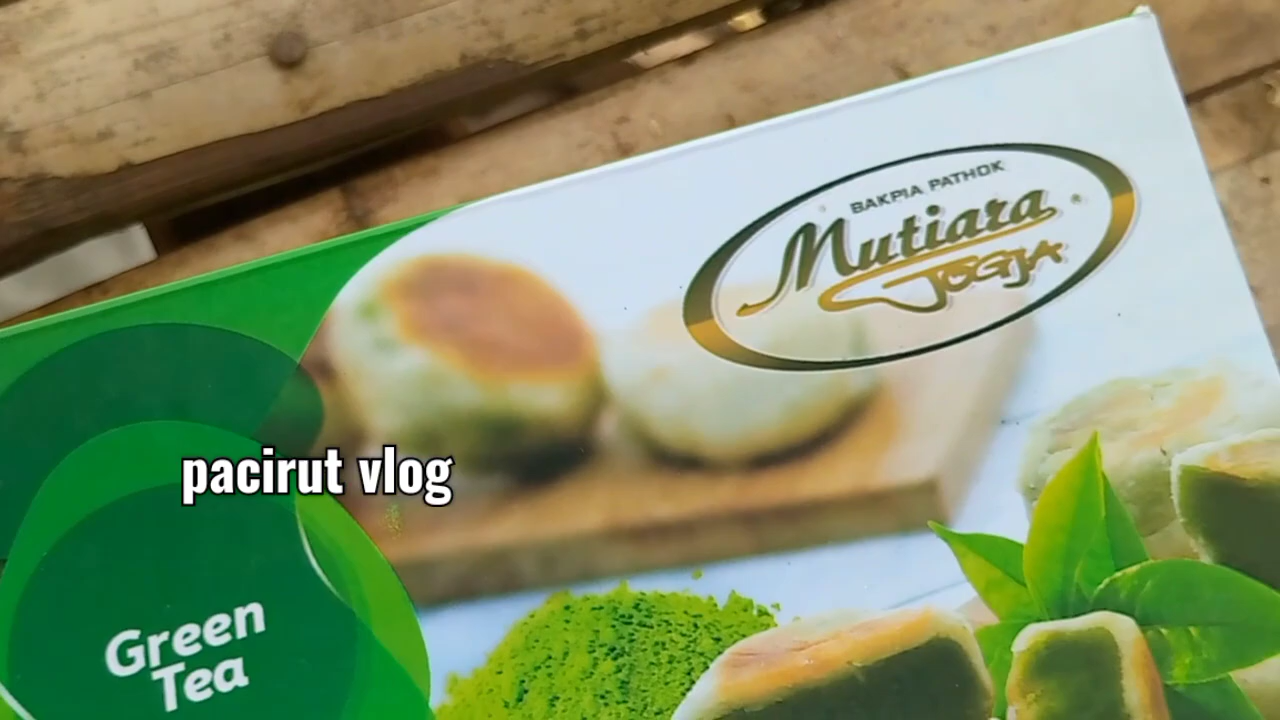 BAKPIA PATHOK
Mutiara
JOGJA
pacirut vlog
Green
Tea